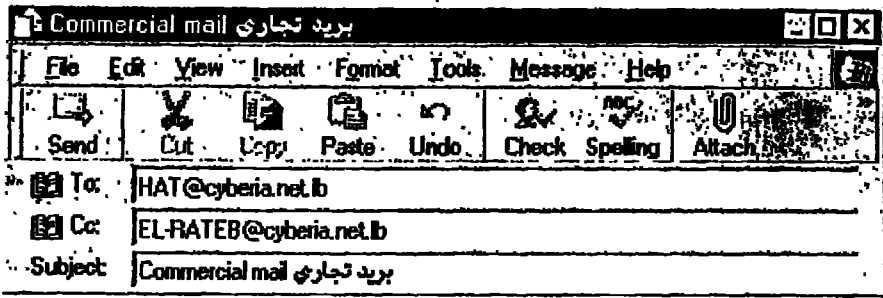 Commercial mail بريد تجاري
File Edit View Insert Format Tools Message Help
Send Cut Copy Paste Undo Check Spelling Attach
To: HAT@cyberia.net.lb
Cc: EL-RATEB@cyberia.net.lb
Subject: Commercial mail بريد تجاري